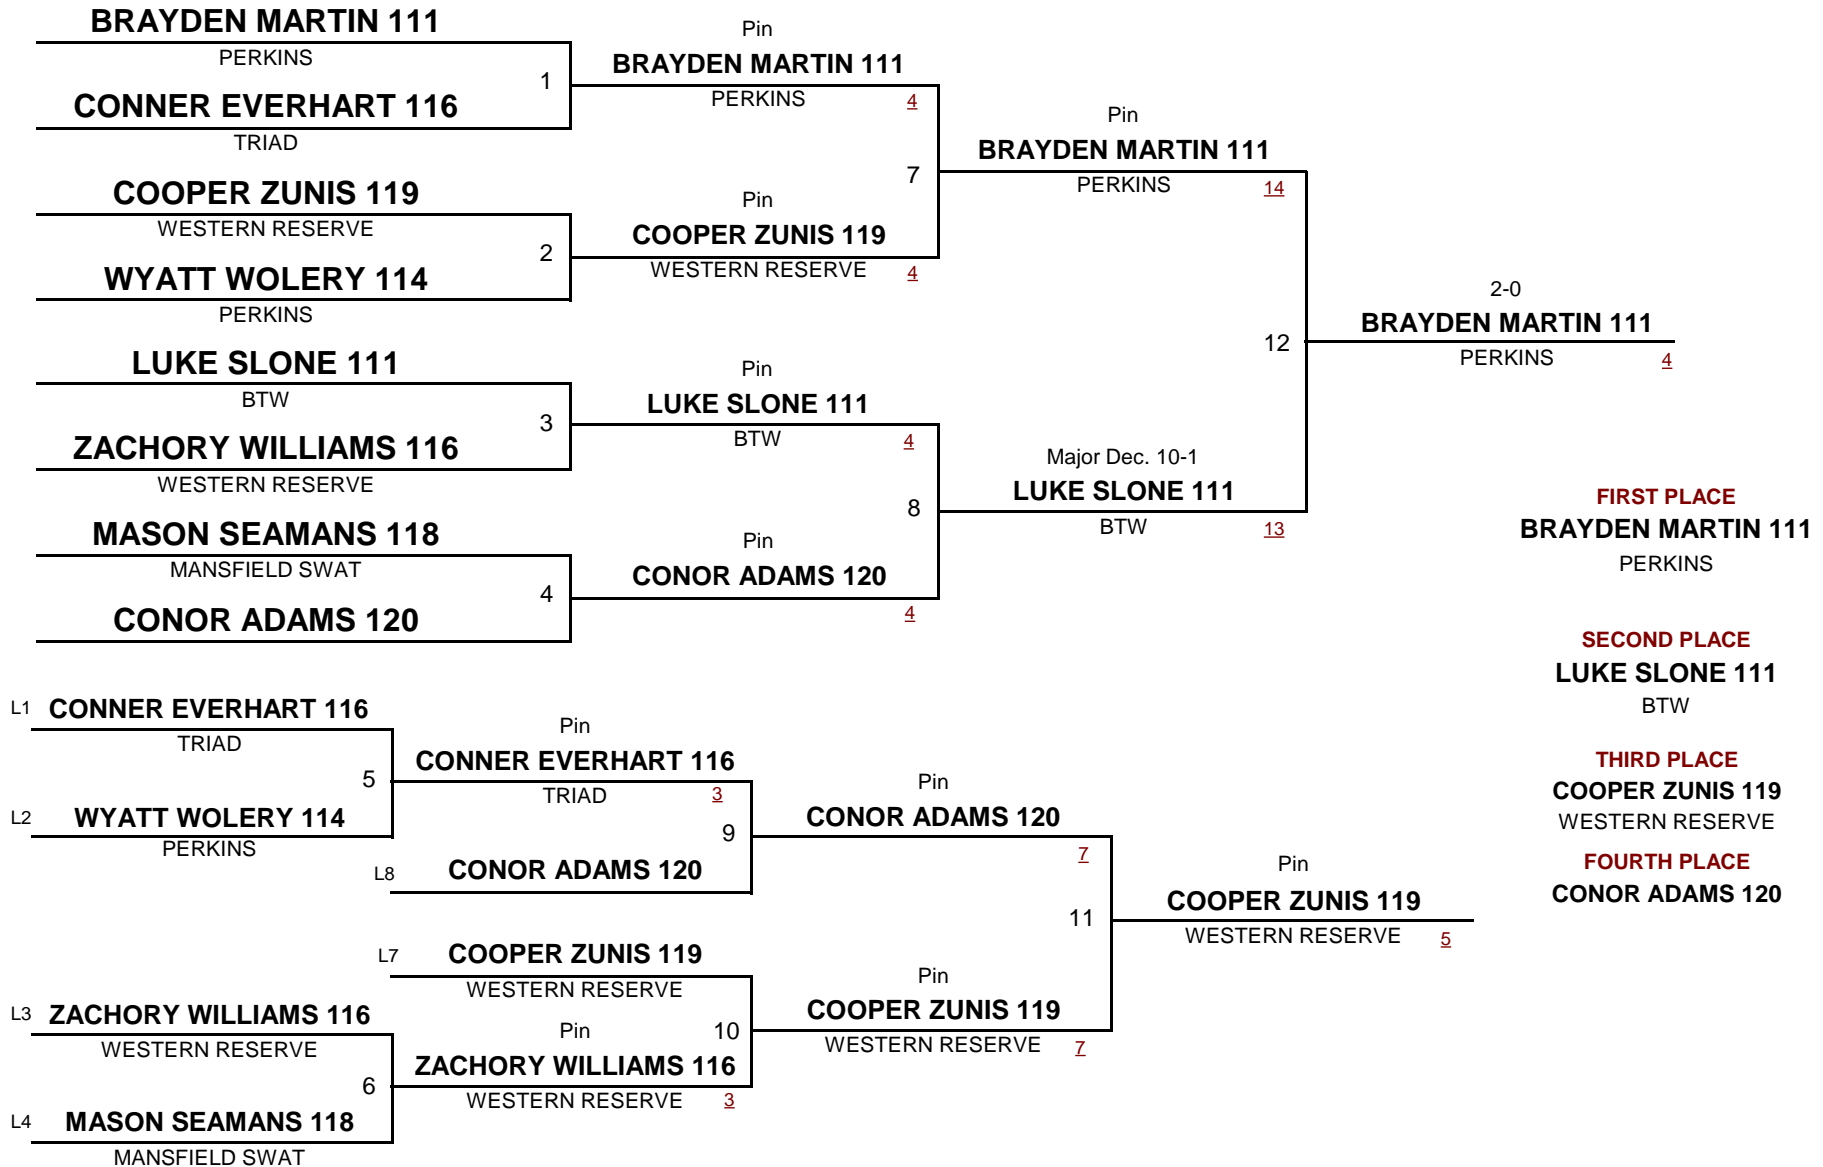 BRAYDEN MARTIN 111
PERKINS
1
CONNER EVERHART 116
TRIAD
COOPER ZUNIS 119
WESTERN RESERVE
2
WYATT WOLERY 114
PERKINS
LUKE SLONE 111
BTW
3
ZACHORY WILLIAMS 116
WESTERN RESERVE
MASON SEAMANS 118
MANSFIELD SWAT
4
CONOR ADAMS 120
Pin
BRAYDEN MARTIN 111
PERKINS 4
7
Pin
COOPER ZUNIS 119
WESTERN RESERVE 4
Pin
LUKE SLONE 111
BTW 4
8
Pin
CONOR ADAMS 120
4
Pin
BRAYDEN MARTIN 111
PERKINS 14
12
Major Dec. 10-1
LUKE SLONE 111
BTW 13
2-0
BRAYDEN MARTIN 111
PERKINS 4
FIRST PLACE
BRAYDEN MARTIN 111
PERKINS
SECOND PLACE
LUKE SLONE 111
BTW
THIRD PLACE
COOPER ZUNIS 119
WESTERN RESERVE
FOURTH PLACE
CONOR ADAMS 120
L1 CONNER EVERHART 116
TRIAD
5
L2 WYATT WOLERY 114
PERKINS
L3 ZACHORY WILLIAMS 116
WESTERN RESERVE
6
L4 MASON SEAMANS 118
MANSFIELD SWAT
Pin
CONNER EVERHART 116
TRIAD 3
9
L8 CONOR ADAMS 120
L7 COOPER ZUNIS 119
WESTERN RESERVE
Pin 10
ZACHORY WILLIAMS 116
WESTERN RESERVE 3
Pin
CONOR ADAMS 120
7
11
Pin
COOPER ZUNIS 119
WESTERN RESERVE 7
Pin
COOPER ZUNIS 119
WESTERN RESERVE 5